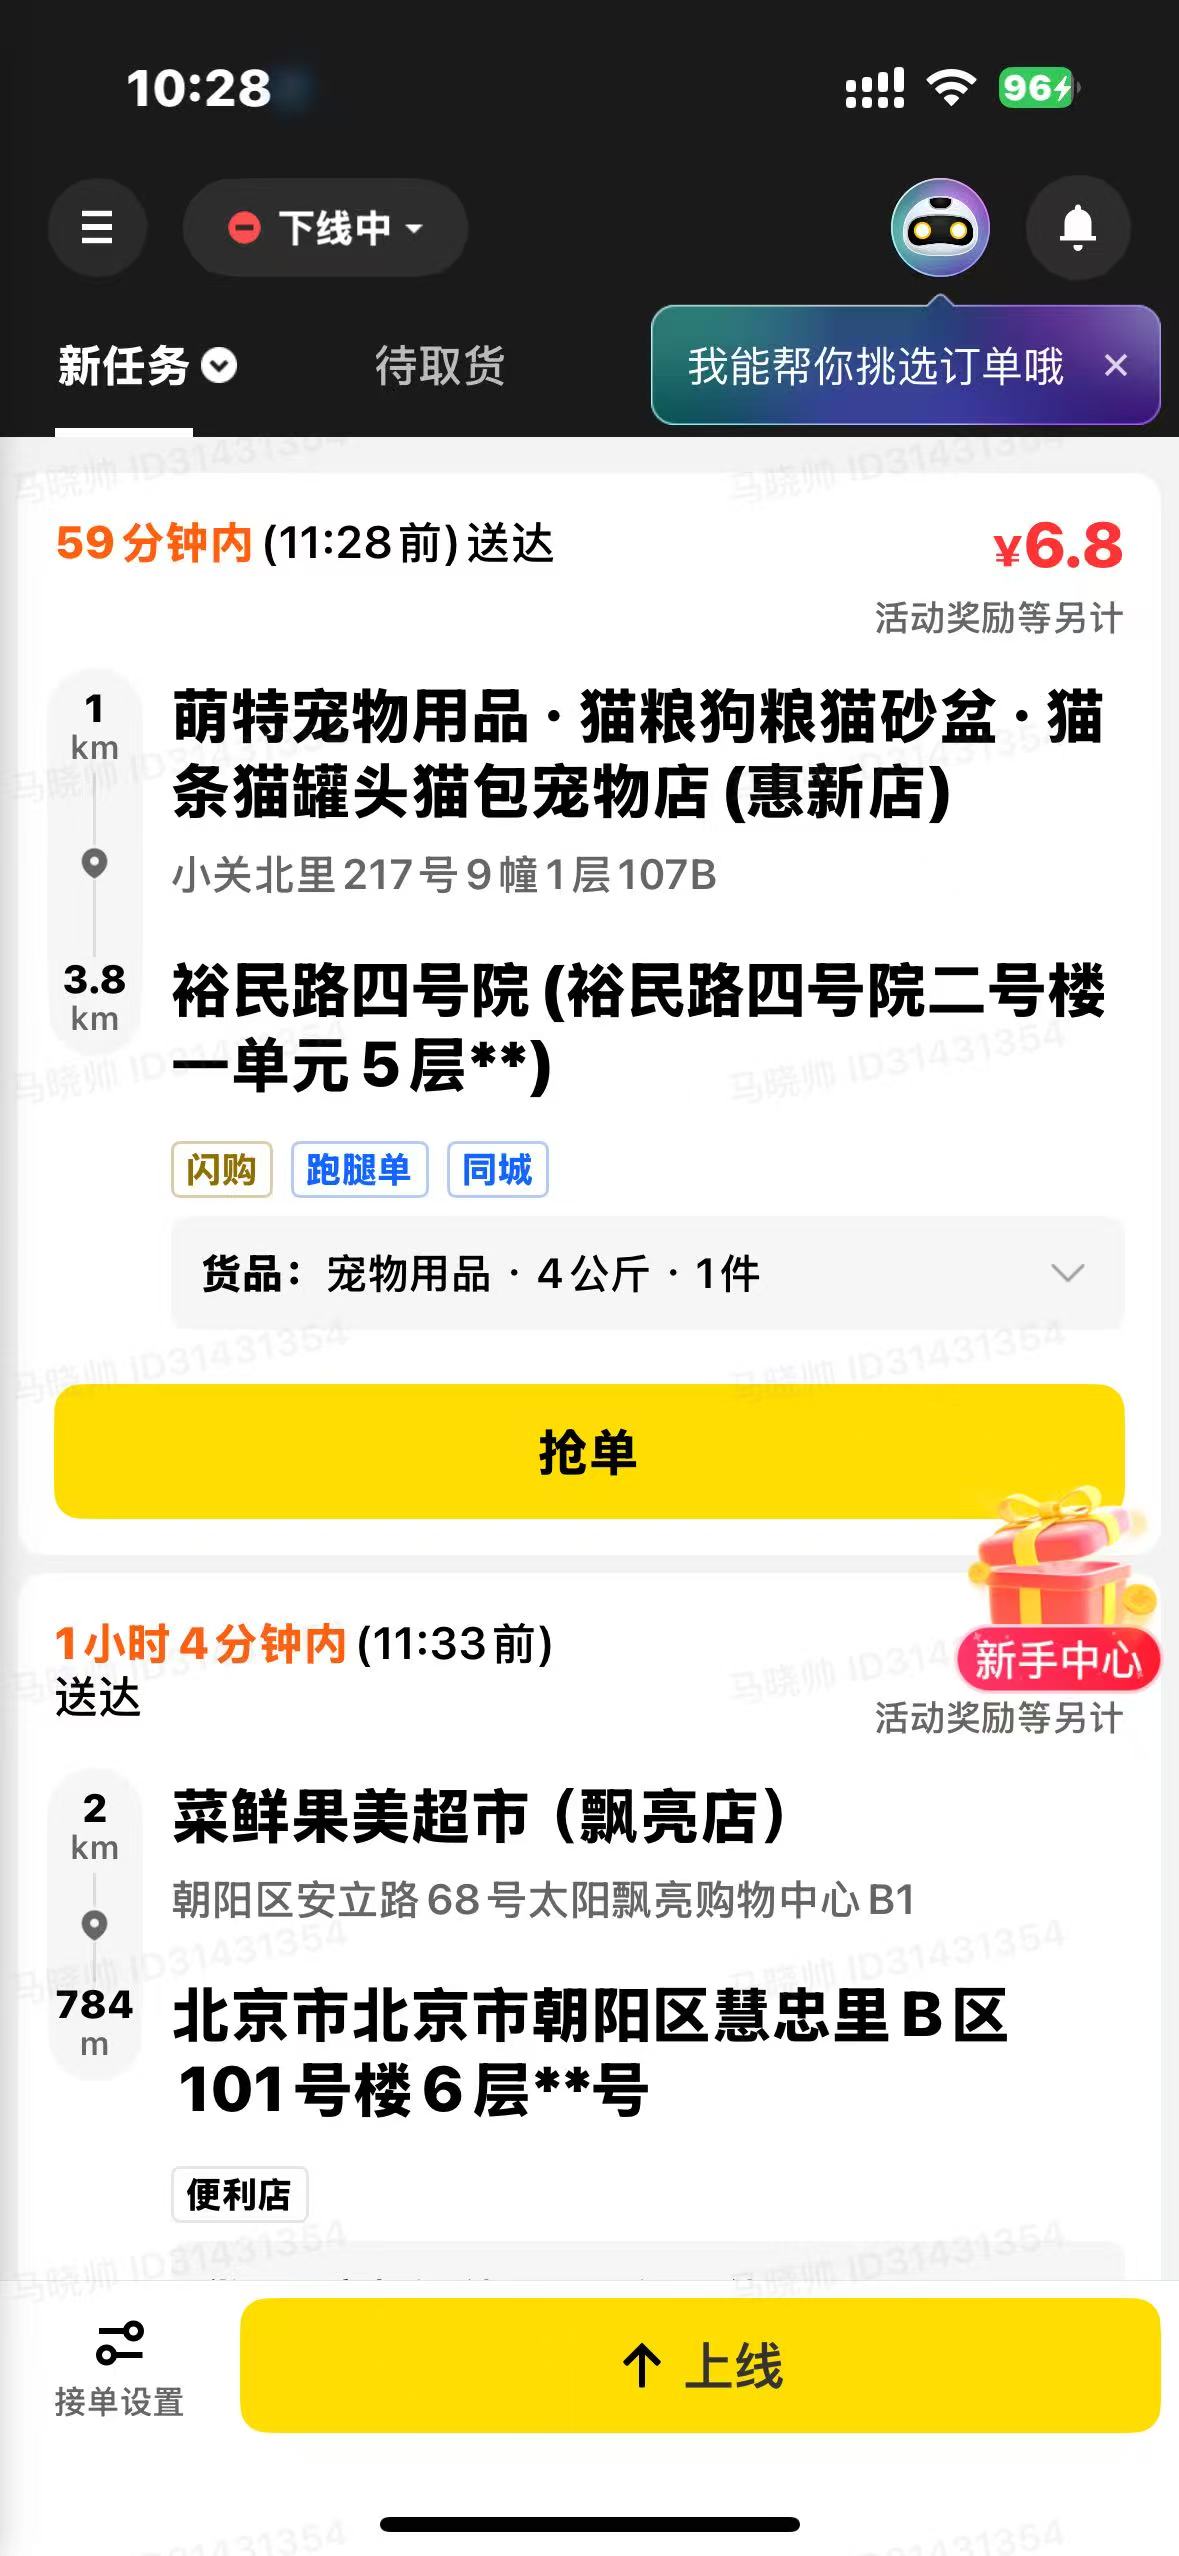 10:28
96
下线中
新任务
待取货
我能帮你挑选订单哦
59分钟内(11:28前)送达
¥6.8
活动奖励等另计
1
km
萌特宠物用品·猫粮狗粮猫砂盆·猫
条猫罐头猫包宠物店(惠新店)
小关北里217号9幢1层107B
3.8
km
裕民路四号院(裕民路四号院二号楼
一单元5层**)
闪购 跑腿单 同城
货品：宠物用品 · 4公斤 · 1件
抢单
1小时4分钟内(11:33前)
送达
新手中心
活动奖励等另计
2
km
菜鲜果美超市（飘亮店）
朝阳区安立路68号太阳飘亮购物中心B1
784
m
北京市北京市朝阳区慧忠里B区
101号楼6层**号
便利店
接单设置
上线
马晓帅 ID31431354